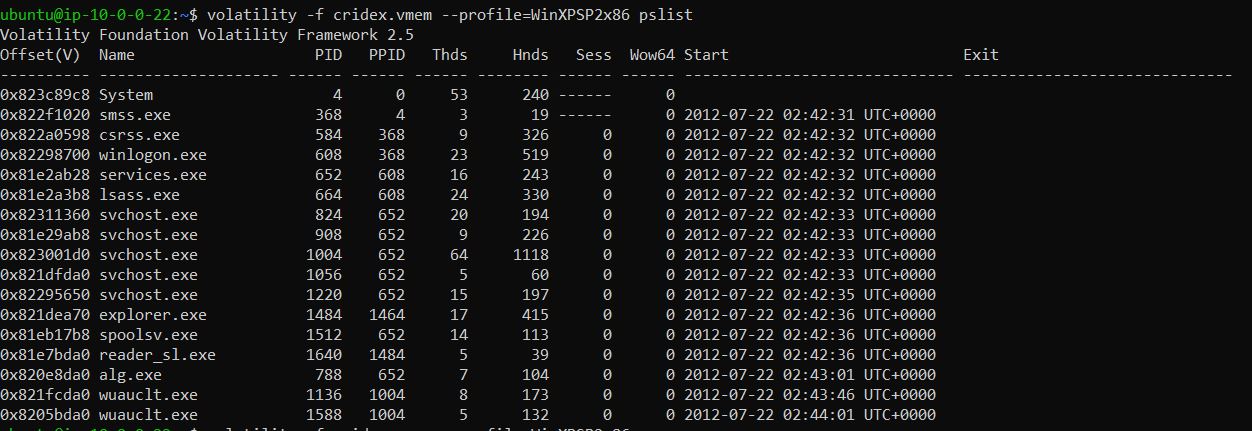 ubuntu@ip-10-0-0-22:~$ volatility -f cridex.vmem --profile=WinXPSP2x86 pslist
Volatility Foundation Volatility Framework 2.5
Offset(V)  Name                    PID   PPID   Thds     Hnds   Sess  Wow64 Start                          Exit
---------- -------------------- ------ ------ ------ -------- ------ ------ ------------------------------ ------------------------------
0x823c89c8 System                    4      0     53      240 ------      0
0x822f1020 smss.exe                368      4      3       19 ------      0 2012-07-22 02:42:31 UTC+0000
0x822a0598 csrss.exe               584    368      9      326      0      0 2012-07-22 02:42:32 UTC+0000
0x82298700 winlogon.exe            608    368     23      519      0      0 2012-07-22 02:42:32 UTC+0000
0x81e2ab28 services.exe            652    608     16      243      0      0 2012-07-22 02:42:32 UTC+0000
0x81e2a3b8 lsass.exe               664    608     24      330      0      0 2012-07-22 02:42:32 UTC+0000
0x82311360 svchost.exe             824    652     20      194      0      0 2012-07-22 02:42:33 UTC+0000
0x81e29ab8 svchost.exe             908    652      9      226      0      0 2012-07-22 02:42:33 UTC+0000
0x823001d0 svchost.exe            1004    652     64     1118      0      0 2012-07-22 02:42:33 UTC+0000
0x821dfda0 svchost.exe            1056    652      5       60      0      0 2012-07-22 02:42:33 UTC+0000
0x82295650 svchost.exe            1220    652     15      197      0      0 2012-07-22 02:42:35 UTC+0000
0x821dea70 explorer.exe           1484   1464     17      415      0      0 2012-07-22 02:42:36 UTC+0000
0x81eb17b8 spoolsv.exe            1512    652     14      113      0      0 2012-07-22 02:42:36 UTC+0000
0x81e7bda0 reader_sl.exe          1640   1484      5       39      0      0 2012-07-22 02:42:36 UTC+0000
0x820e8da0 alg.exe                 788    652      7      104      0      0 2012-07-22 02:43:01 UTC+0000
0x821fcda0 wuauclt.exe            1136   1004      8      173      0      0 2012-07-22 02:43:46 UTC+0000
0x8205bda0 wuauclt.exe            1588   1004      5      132      0      0 2012-07-22 02:44:01 UTC+0000